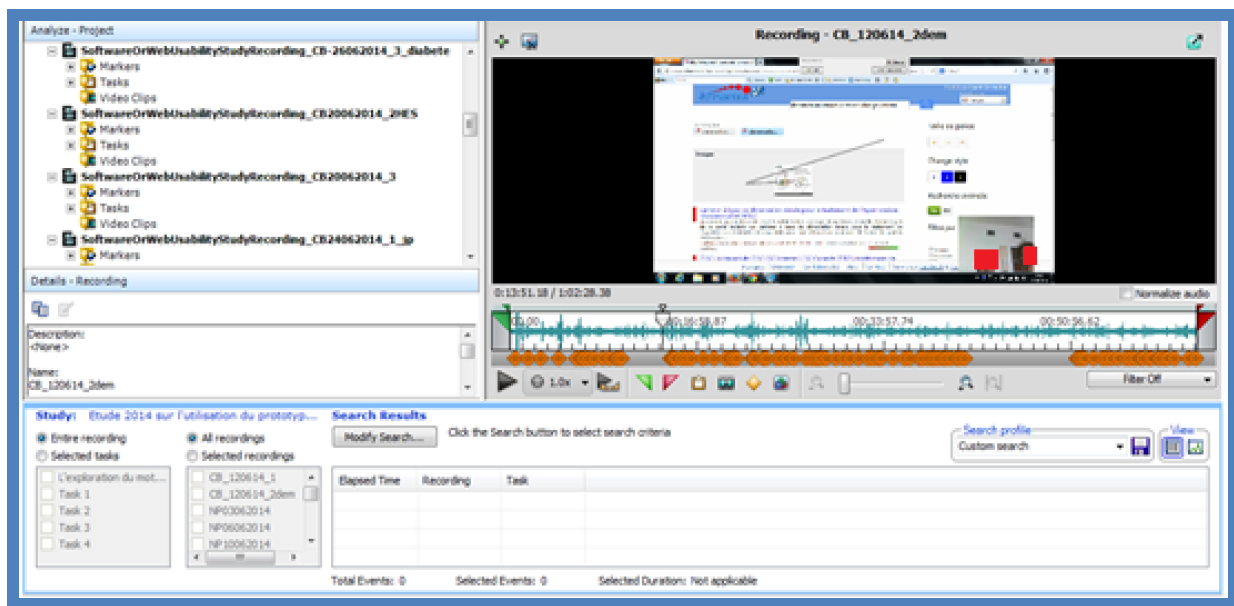 Analyze - Project
SoftwareOrWebUsabilityStudyRecording_CB-26062014_3_diabete
Markers
Tasks
Video Clips
SoftwareOrWebUsabilityStudyRecording_CB20062014_2HES
Markers
Tasks
Video Clips
SoftwareOrWebUsabilityStudyRecording_CB20062014_3
Markers
Tasks
Video Clips
SoftwareOrWebUsabilityStudyRecording_CB24062014_1_jp
Markers
Details - Recording
Description:
<None>
Name:
CB_120614_2dem
Recording - CB_120614_2dem
Change style
0:13:51.18 / 1:02:28.38
Normalize audio
00:16:58.87
00:33:57.74
00:50:56.62
1.0x
Filter Off
Study: Etude 2014 sur l'utilisation du prototyp...
Entire recording
Selected tasks
L'exploration du mot...
Task 1
Task 2
Task 3
Task 4
All recordings
Selected recordings
CB_120614_1
CB_120614_2dem
NP03062014
NP06062014
NP10062014
Search Results
Modify Search...
Click the Search button to select search criteria
Search profile
Custom search
View
Elapsed Time Recording Task
Total Events: 0 Selected Events: 0 Selected Duration: Not applicable